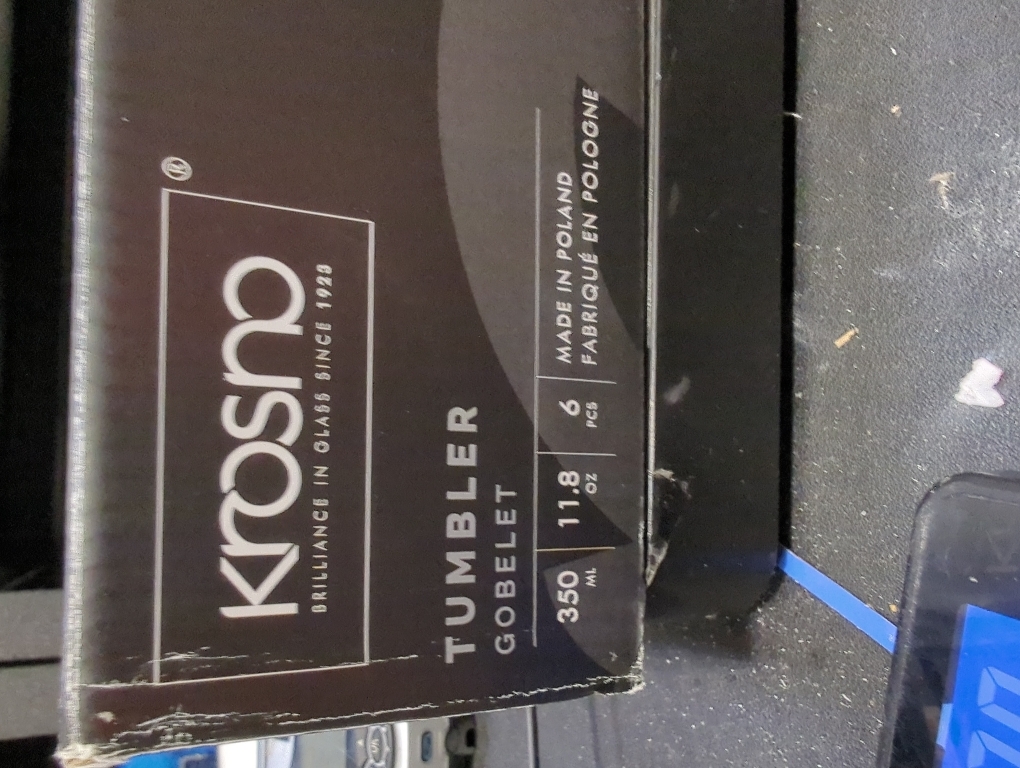 krosno ®
BRILLIANCE IN GLASS SINCE 1923
TUMBLER
GOBELET
350 ML
11.8 OZ
6 PCS
MADE IN POLAND
FABRIQUÉ EN POLOGNE